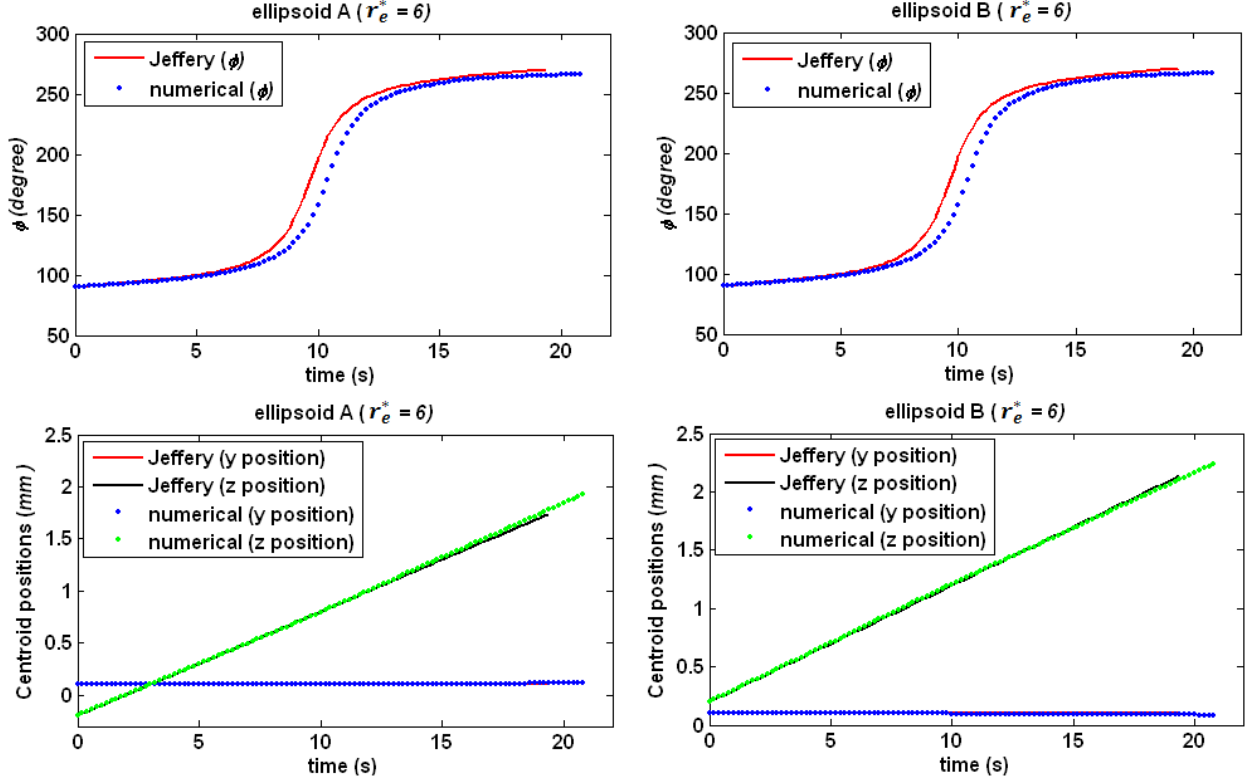 ellipsoid A ( r*e = 6)
300
250
200
150
100
50
ϕ (degree)
Jeffery (ϕ)
numerical (ϕ)
0 5 10 15 20
time (s)
ellipsoid B ( r*e = 6)
300
250
200
150
100
50
ϕ (degree)
Jeffery (ϕ)
numerical (ϕ)
0 5 10 15 20
time (s)
ellipsoid A ( r*e = 6)
2.5
2
1.5
1
0.5
0
Centroid positions (mm)
Jeffery (y position)
Jeffery (z position)
numerical (y position)
numerical (z position)
0 5 10 15 20
time (s)
ellipsoid B ( r*e = 6)
2.5
2
1.5
1
0.5
0
Centroid positions (mm)
Jeffery (y position)
Jeffery (z position)
numerical (y position)
numerical (z position)
0 5 10 15 20
time (s)